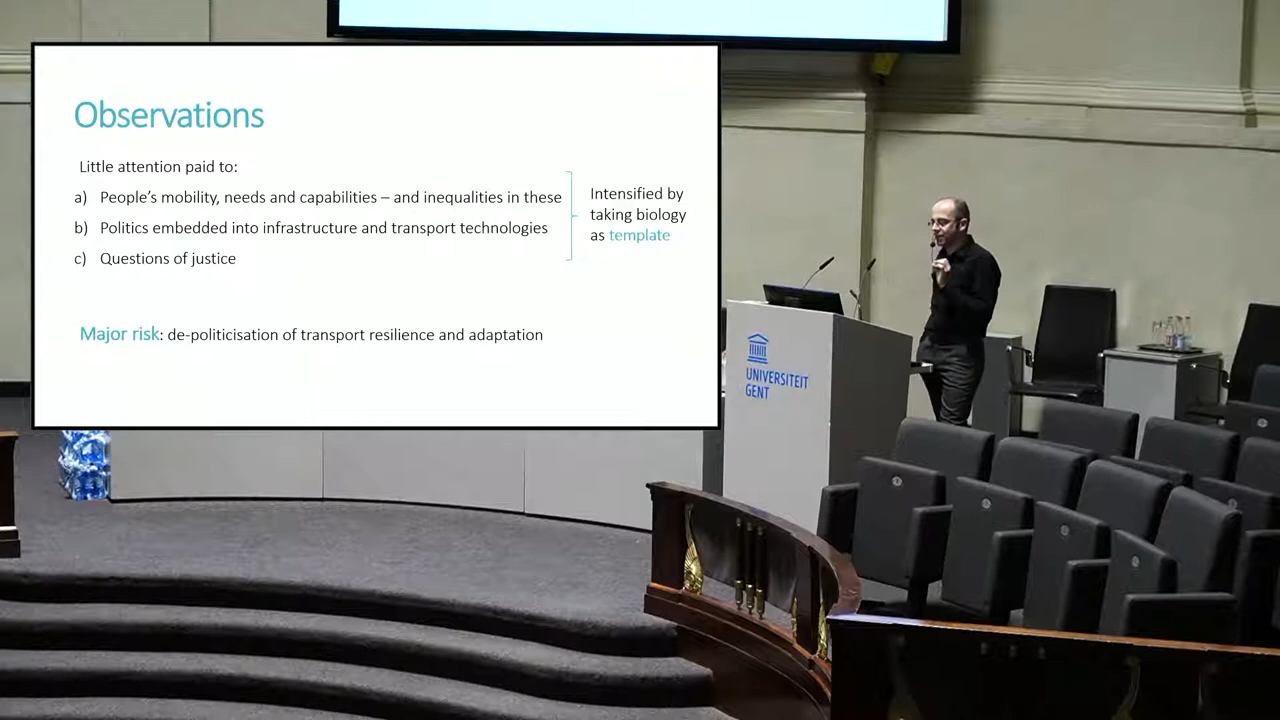 Observations
Little attention paid to:
a) People’s mobility, needs and capabilities – and inequalities in these
b) Politics embedded into infrastructure and transport technologies
c) Questions of justice
Intensified by
taking biology
as template
Major risk: de-politicisation of transport resilience and adaptation
UNIVERSITEIT
GENT